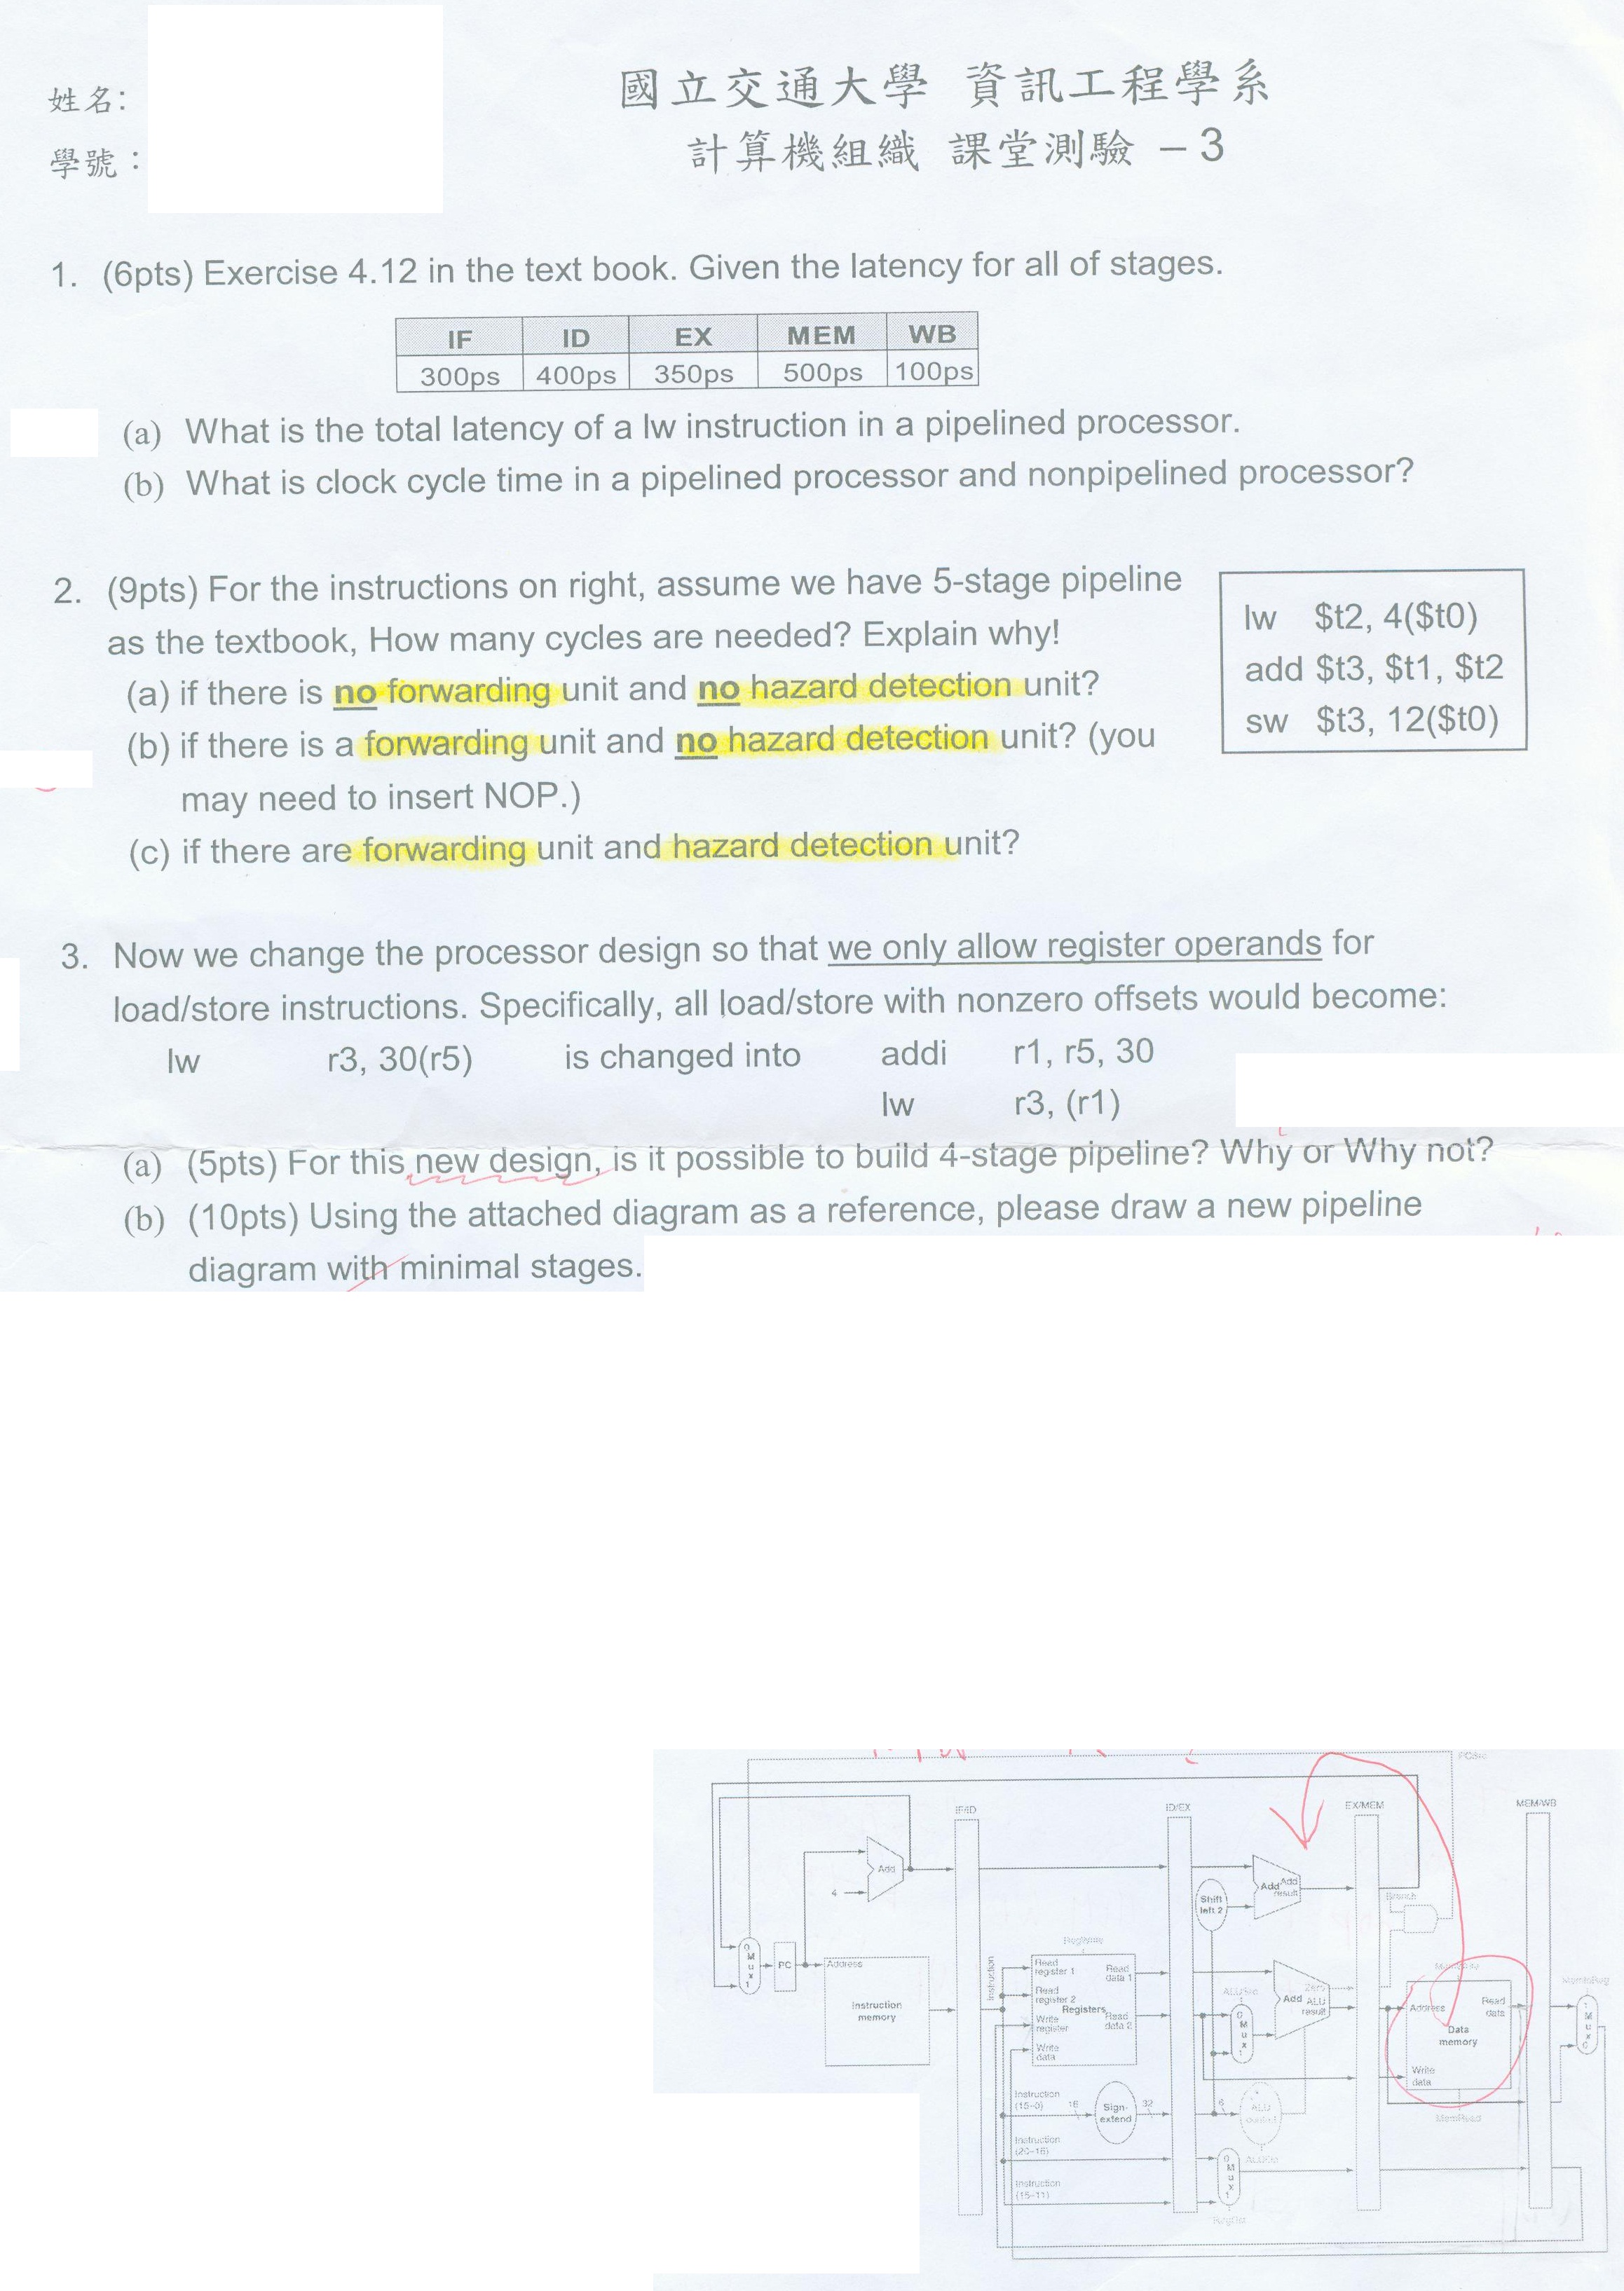 姓名:
國立交通大學 資訊工程學系
學號:
計算機組織 課堂測驗 – 3
1. (6pts) Exercise 4.12 in the text book. Given the latency for all of stages.
IF ID EX MEM WB
300ps 400ps 350ps 500ps 100ps
(a) What is the total latency of a lw instruction in a pipelined processor.
(b) What is clock cycle time in a pipelined processor and nonpipelined processor?
2. (9pts) For the instructions on right, assume we have 5-stage pipeline
as the textbook, How many cycles are needed? Explain why!
(a) if there is no forwarding unit and no hazard detection unit?
(b) if there is a forwarding unit and no hazard detection unit? (you
may need to insert NOP.)
(c) if there are forwarding unit and hazard detection unit?
lw $t2, 4($t0)
add $t3, $t1, $t2
sw $t3, 12($t0)
3. Now we change the processor design so that we only allow register operands for
load/store instructions. Specifically, all load/store with nonzero offsets would become:
lw r3, 30(r5) is changed into addi r1, r5, 30
lw r3, (r1)
(a) (5pts) For this new design, is it possible to build 4-stage pipeline? Why or Why not?
(b) (10pts) Using the attached diagram as a reference, please draw a new pipeline
diagram with minimal stages.
PCSrc
IF/ID
ID/EX
EX/MEM
MEM/WB
Add
4
Shift
left 2
Add Add
result
Branch
RegWrite
0
M
u
x
1
PC
Address
Instruction
memory
Instruction
Read
register 1
Read
register 2
Write
register
Write
data
Registers
Read
data 1
Read
data 2
ALUSrc
0
M
u
x
1
Zero
Add ALU
result
Address
Read
data
Data
memory
Write
data
MemRead
MemtoReg
1
M
u
x
0
Instruction
(15–0)
16
Sign-
extend
32
6
ALU
control
Instruction
(20–16)
ALUOp
Instruction
(15–11)
0
M
u
x
1
RegDst